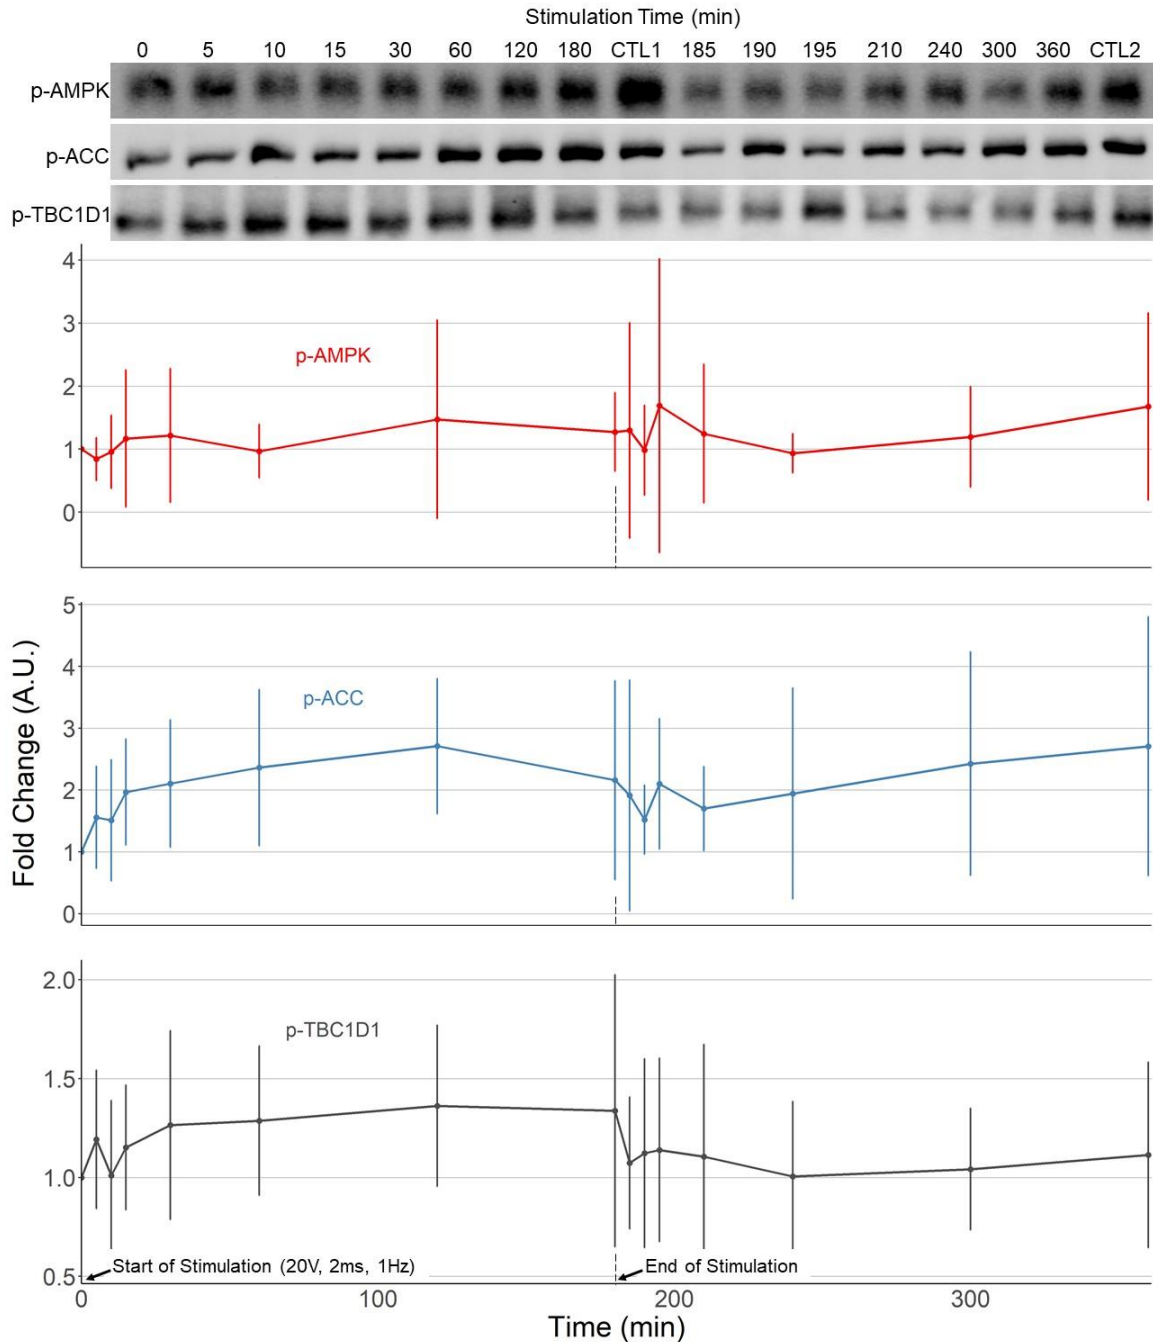 Stimulation Time (min)
0 5 10 15 30 60 120 180 CTL1 185 190 195 210 240 300 360 CTL2
p-AMPK
p-ACC
p-TBC1D1
4
3
p-AMPK
2
1
0
5
4
p-ACC
3
2
1
0
Fold Change (A.U.)
2.0
p-TBC1D1
1.5
1.0
Start of Stimulation (20V, 2ms, 1Hz) End of Stimulation
0.5
0 100 200 300
Time (min)